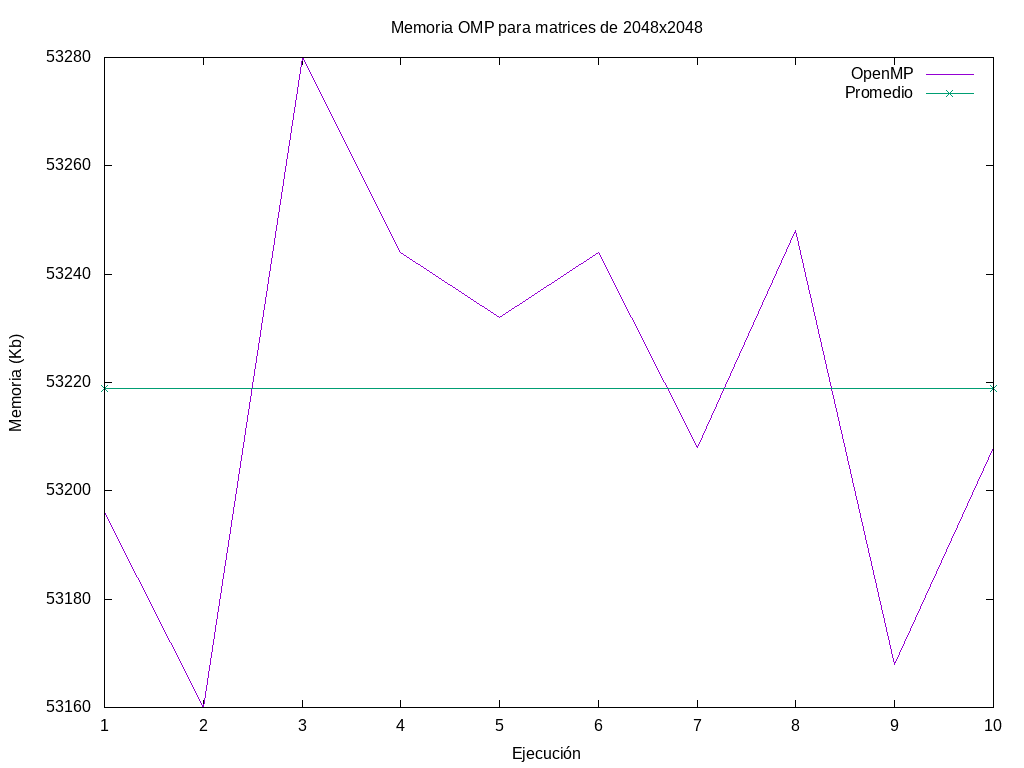 Memoria OMP para matrices de 2048x2048
OpenMP
Promedio
53280
53260
53240
53220
53200
53180
53160
Memoria (Kb)
1 2 3 4 5 6 7 8 9 10
Ejecución